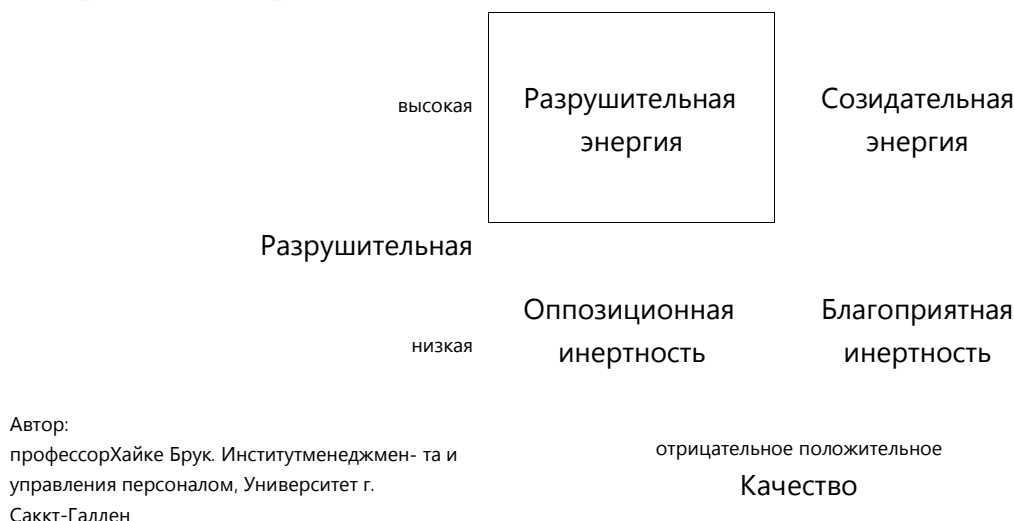 высокая
Разрушительная
энергия
Созидательная
энергия
Разрушительная
низкая
Оппозиционная
инертность
Благоприятная
инертность
Автор:
профессорХайке Брук. Институтменеджмен- та и
управления персоналом, Университет г.
Саккт-Галлен
отрицательное положительное
Качество